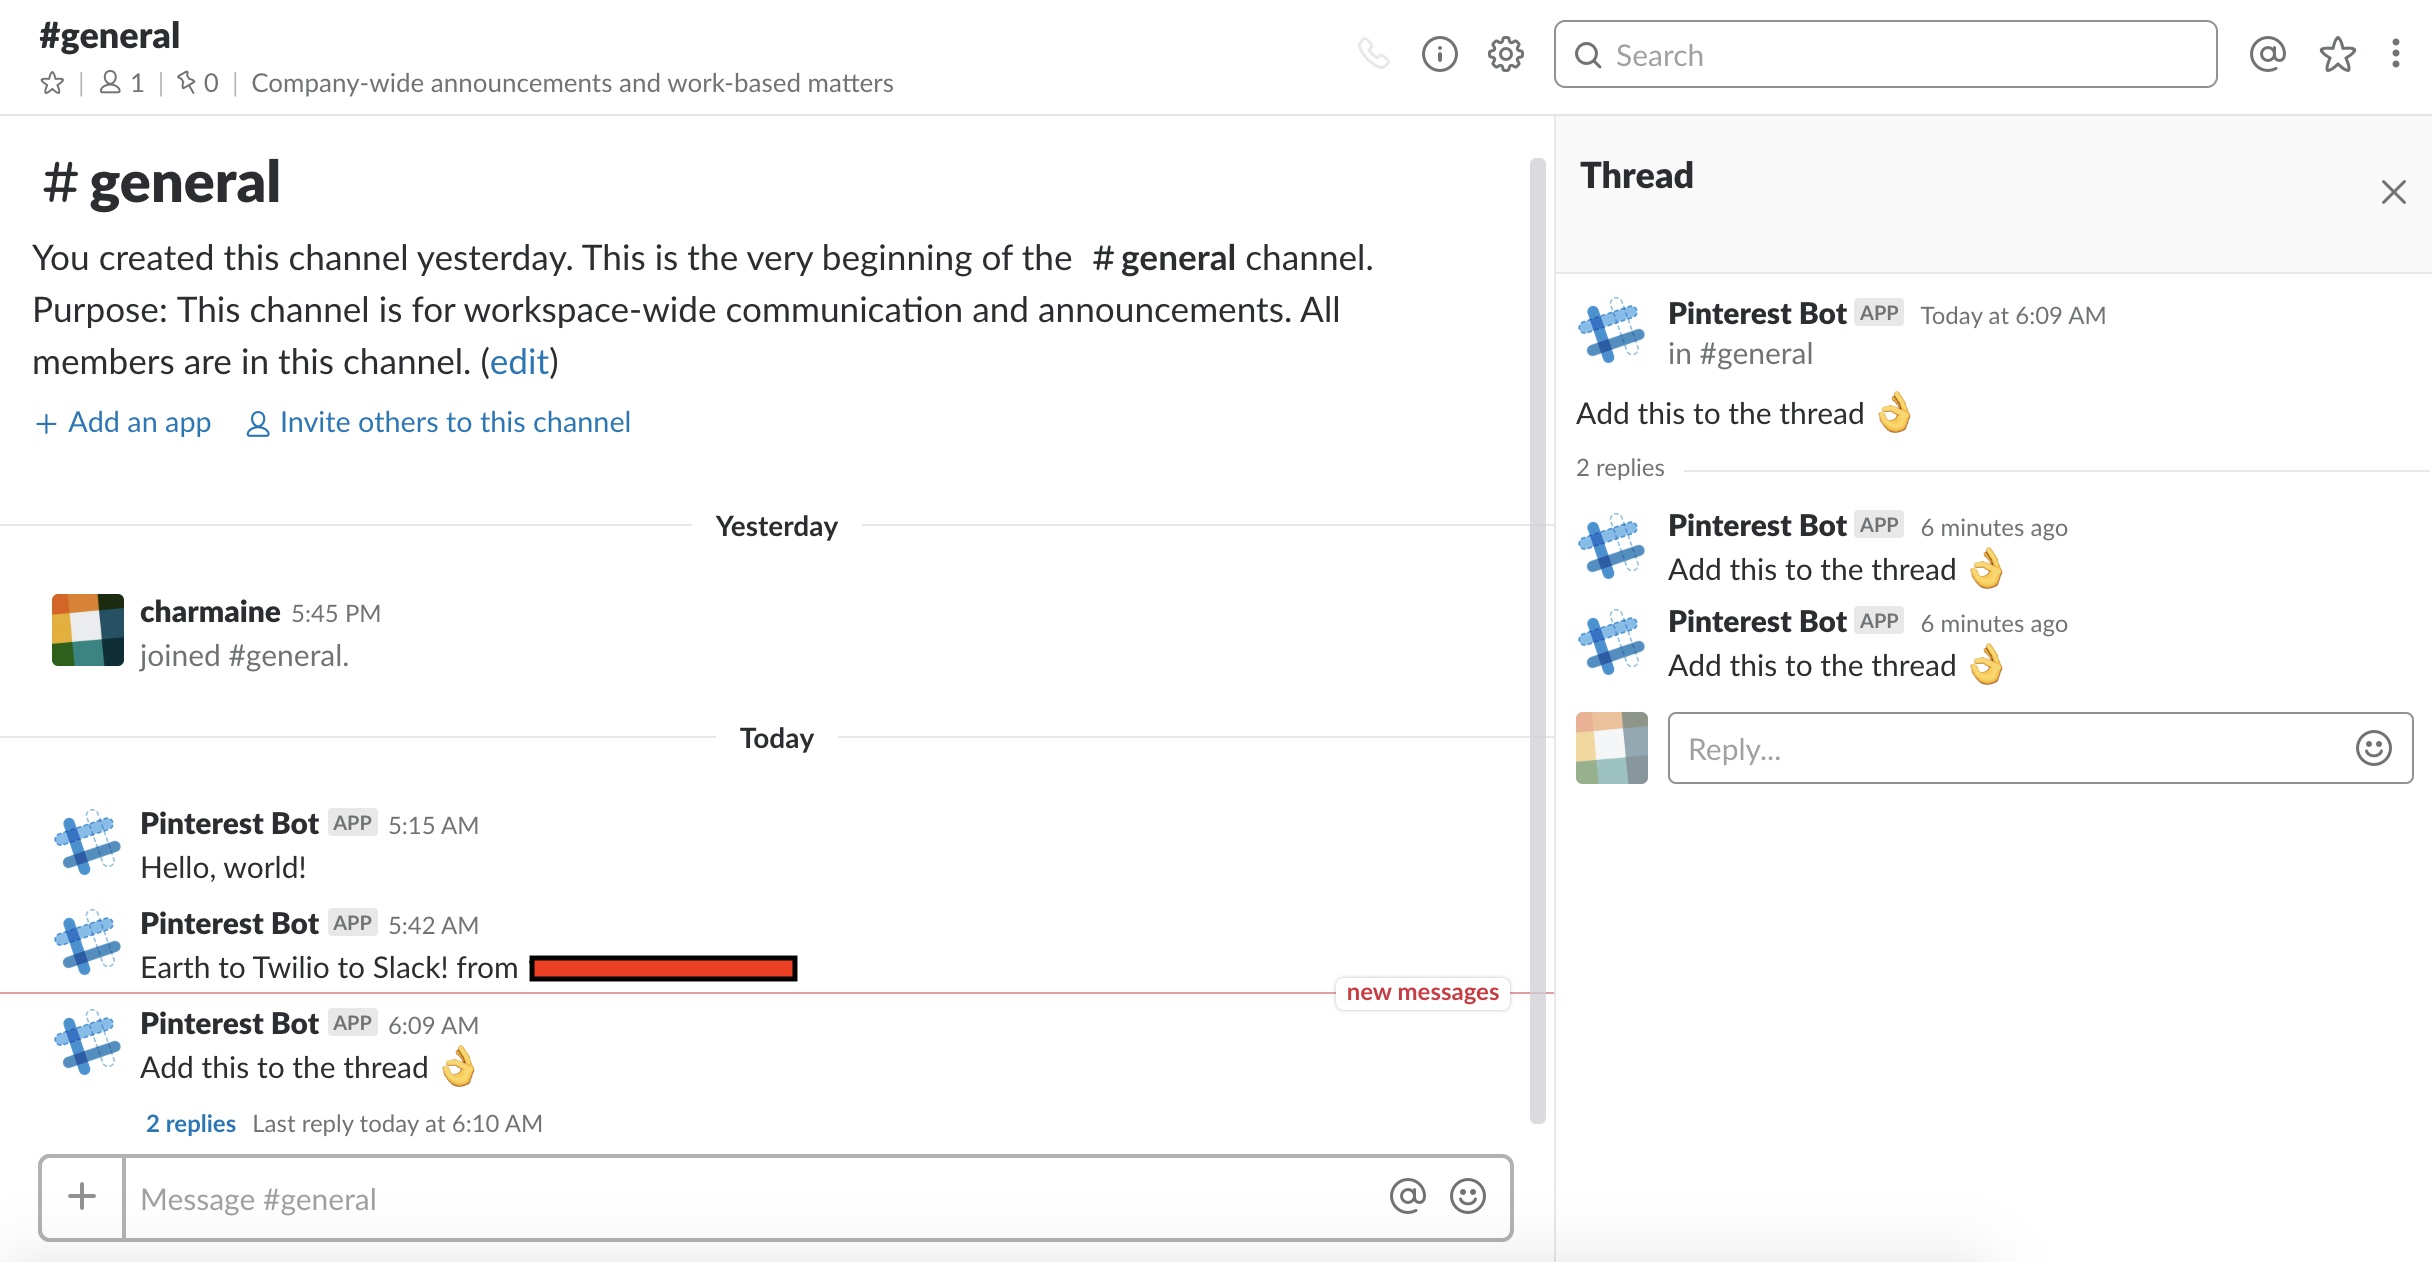 #general
1 | 0 | Company-wide announcements and work-based matters
Search
# general
You created this channel yesterday. This is the very beginning of the # general channel.
Purpose: This channel is for workspace-wide communication and announcements. All
members are in this channel. (edit)
+ Add an app Invite others to this channel
Yesterday
charmaine 5:45 PM
joined #general.
Today
Pinterest Bot APP 5:15 AM
Hello, world!
Pinterest Bot APP 5:42 AM
Earth to Twilio to Slack! from
new messages
Pinterest Bot APP 6:09 AM
Add this to the thread 👌
2 replies Last reply today at 6:10 AM
Message #general
Thread
Pinterest Bot APP Today at 6:09 AM
in #general
Add this to the thread 👌
2 replies
Pinterest Bot APP 6 minutes ago
Add this to the thread 👌
Pinterest Bot APP 6 minutes ago
Add this to the thread 👌
Reply...